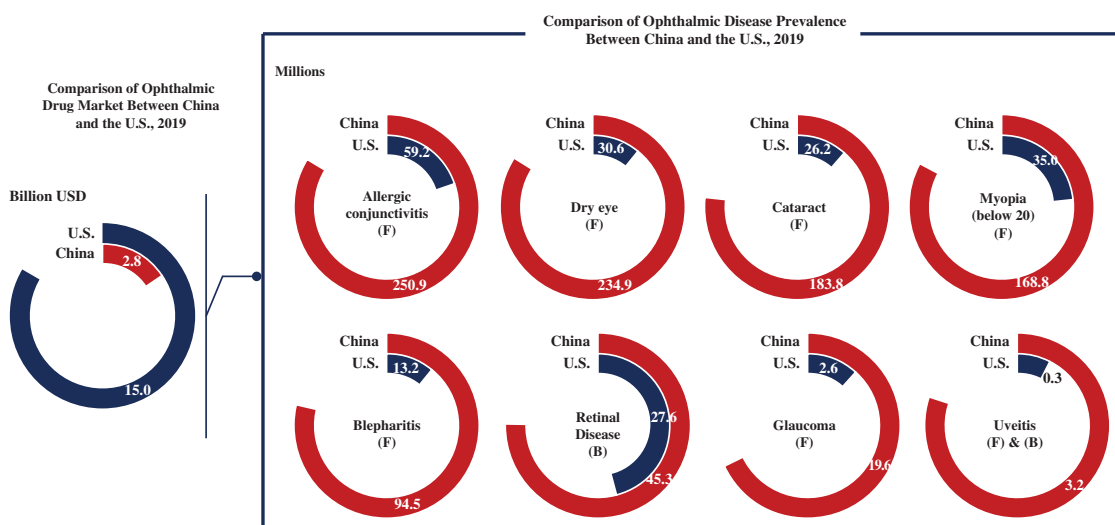 Comparison of Ophthalmic Disease Prevalence
Between China and the U.S., 2019
Comparison of Ophthalmic
Drug Market Between China
and the U.S., 2019
Billion USD
U.S.
China
2.8
15.0
Millions
China
U.S.
59.2
Allergic
conjunctivitis
(F)
250.9
China
U.S.
30.6
Dry eye
(F)
234.9
China
U.S.
26.2
Cataract
(F)
183.8
China
U.S.
35.0
Myopia
(below 20)
(F)
168.8
China
U.S.
13.2
Blepharitis
(F)
94.5
China
U.S.
27.6
Retinal
Disease
(B)
45.3
China
U.S.
2.6
Glaucoma
(F)
19.6
China
U.S.
0.3
Uveitis
(F) & (B)
3.2